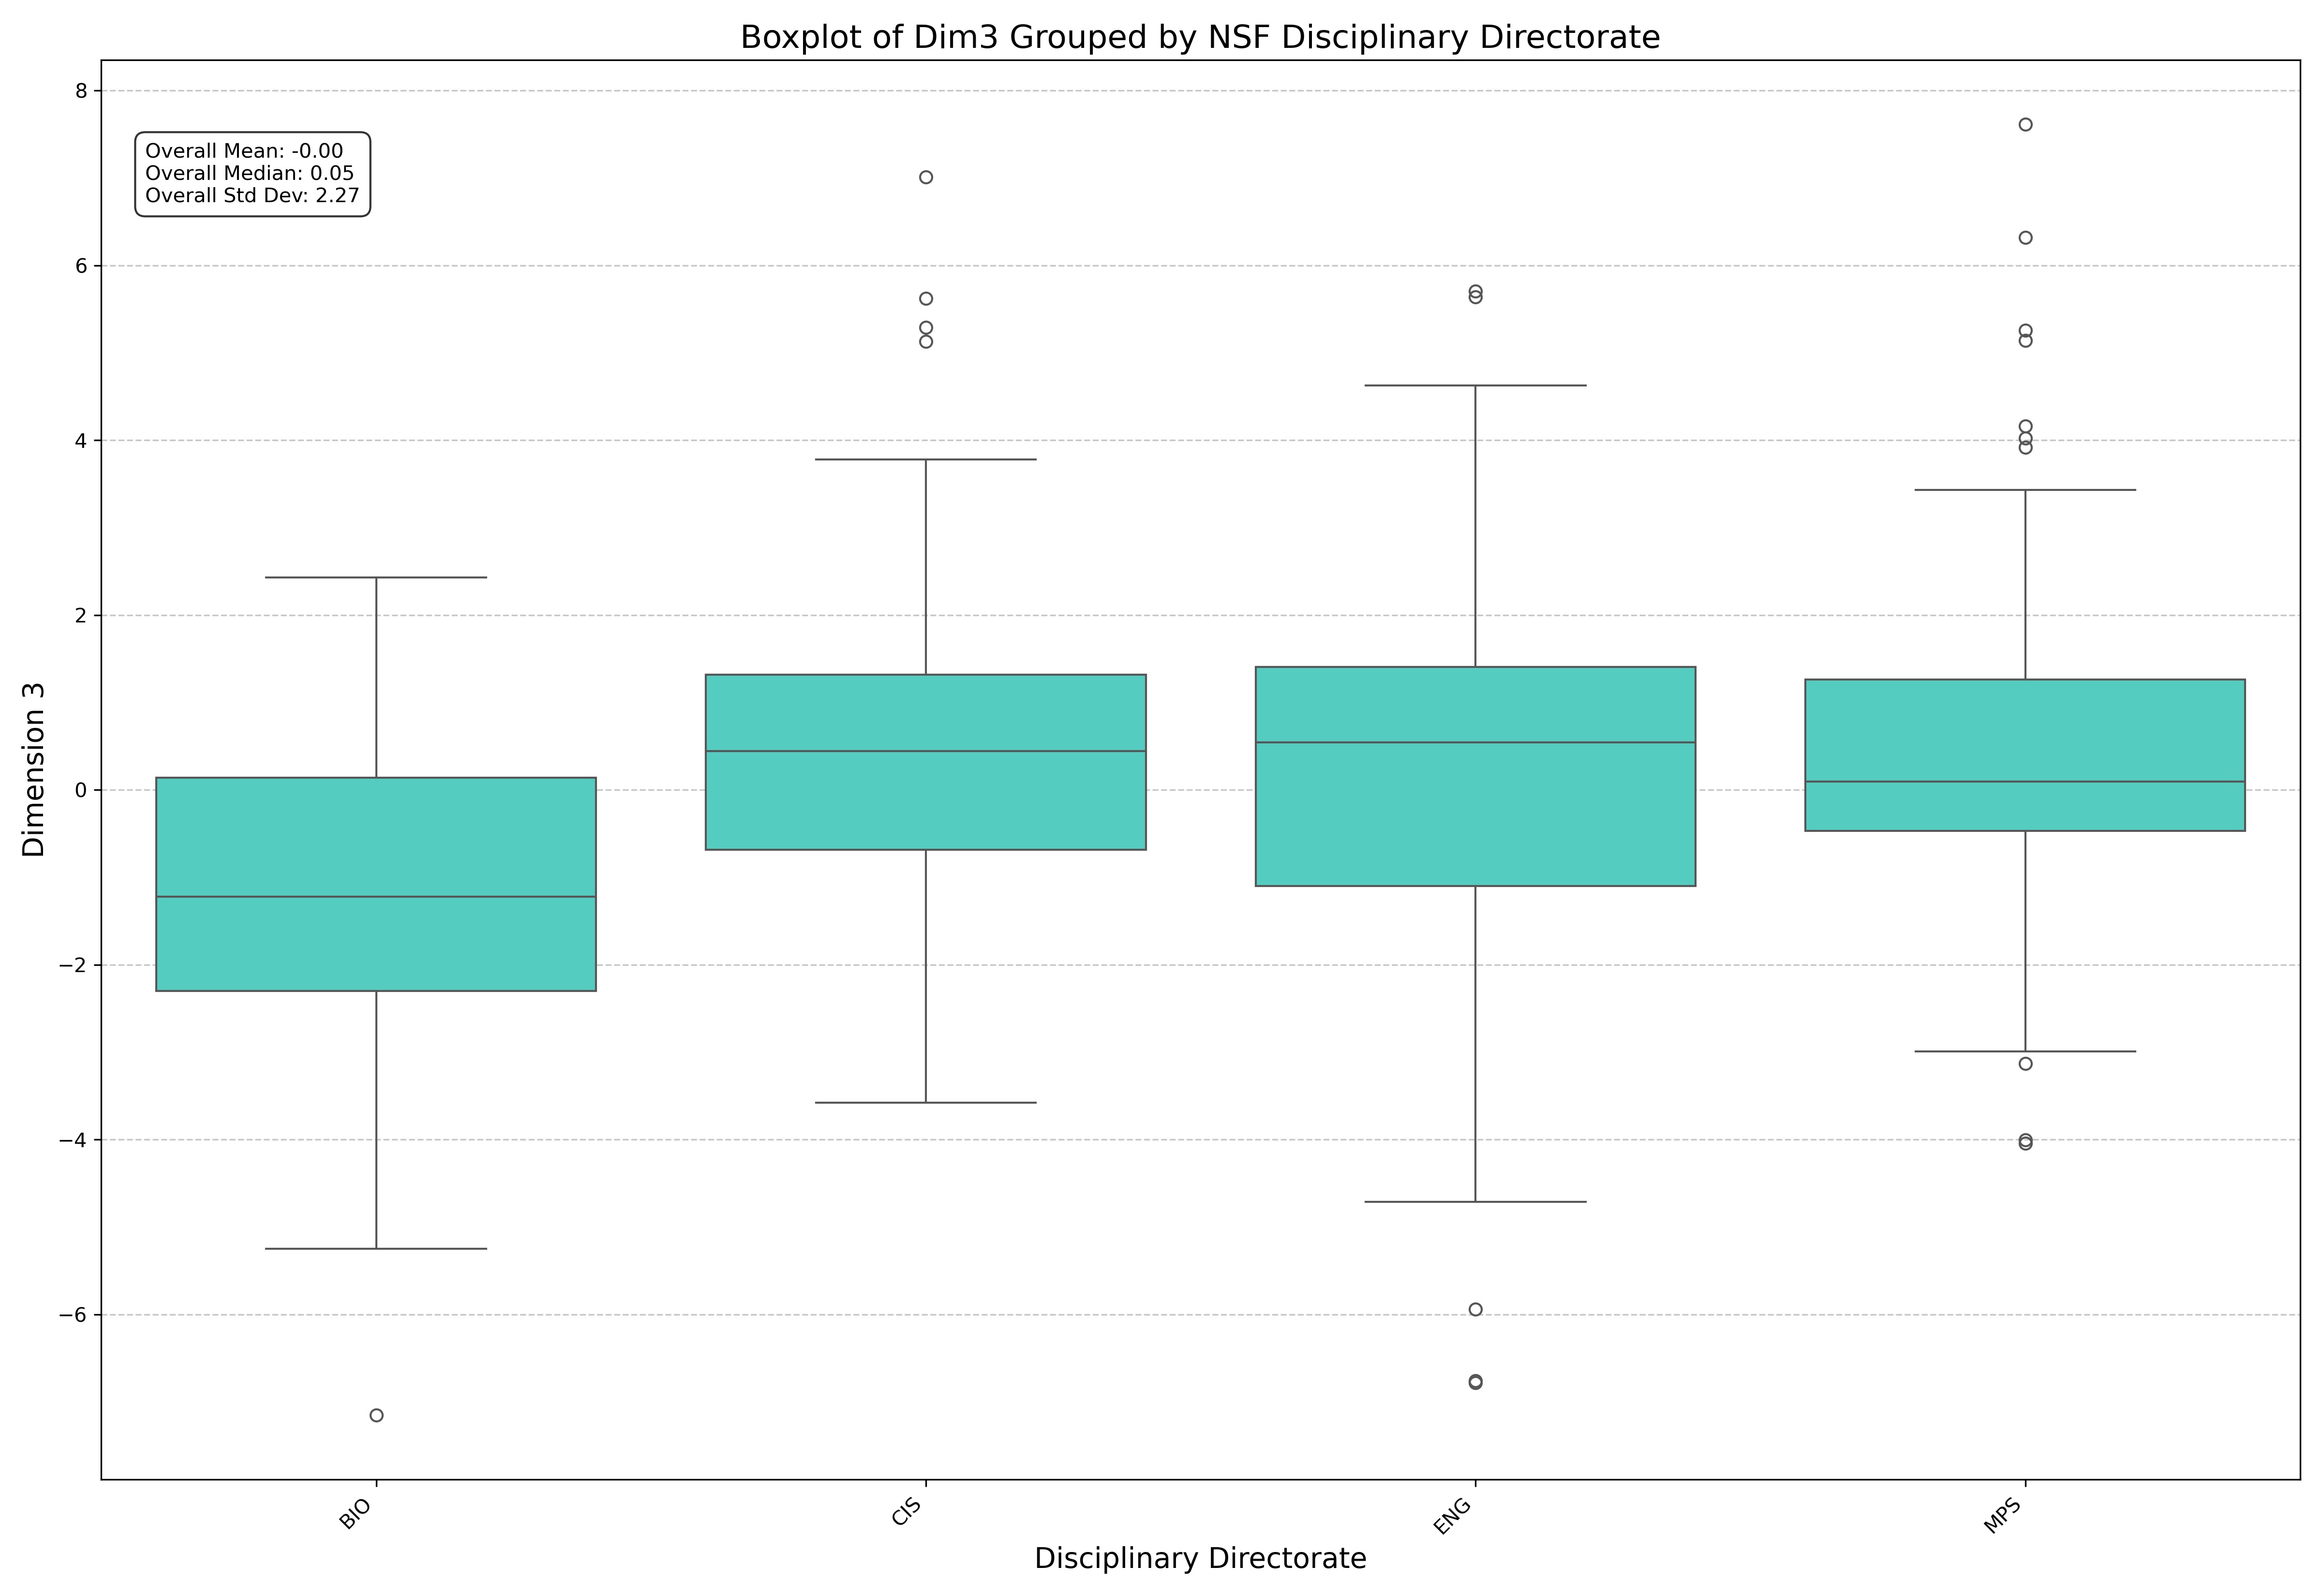 Boxplot of Dim3 Grouped by NSF Disciplinary Directorate
Overall Mean: -0.00
Overall Median: 0.05
Overall Std Dev: 2.27
Dimension 3
8
6
4
2
0
−2
−4
−6
BIO
CIS
ENG
MPS
Disciplinary Directorate